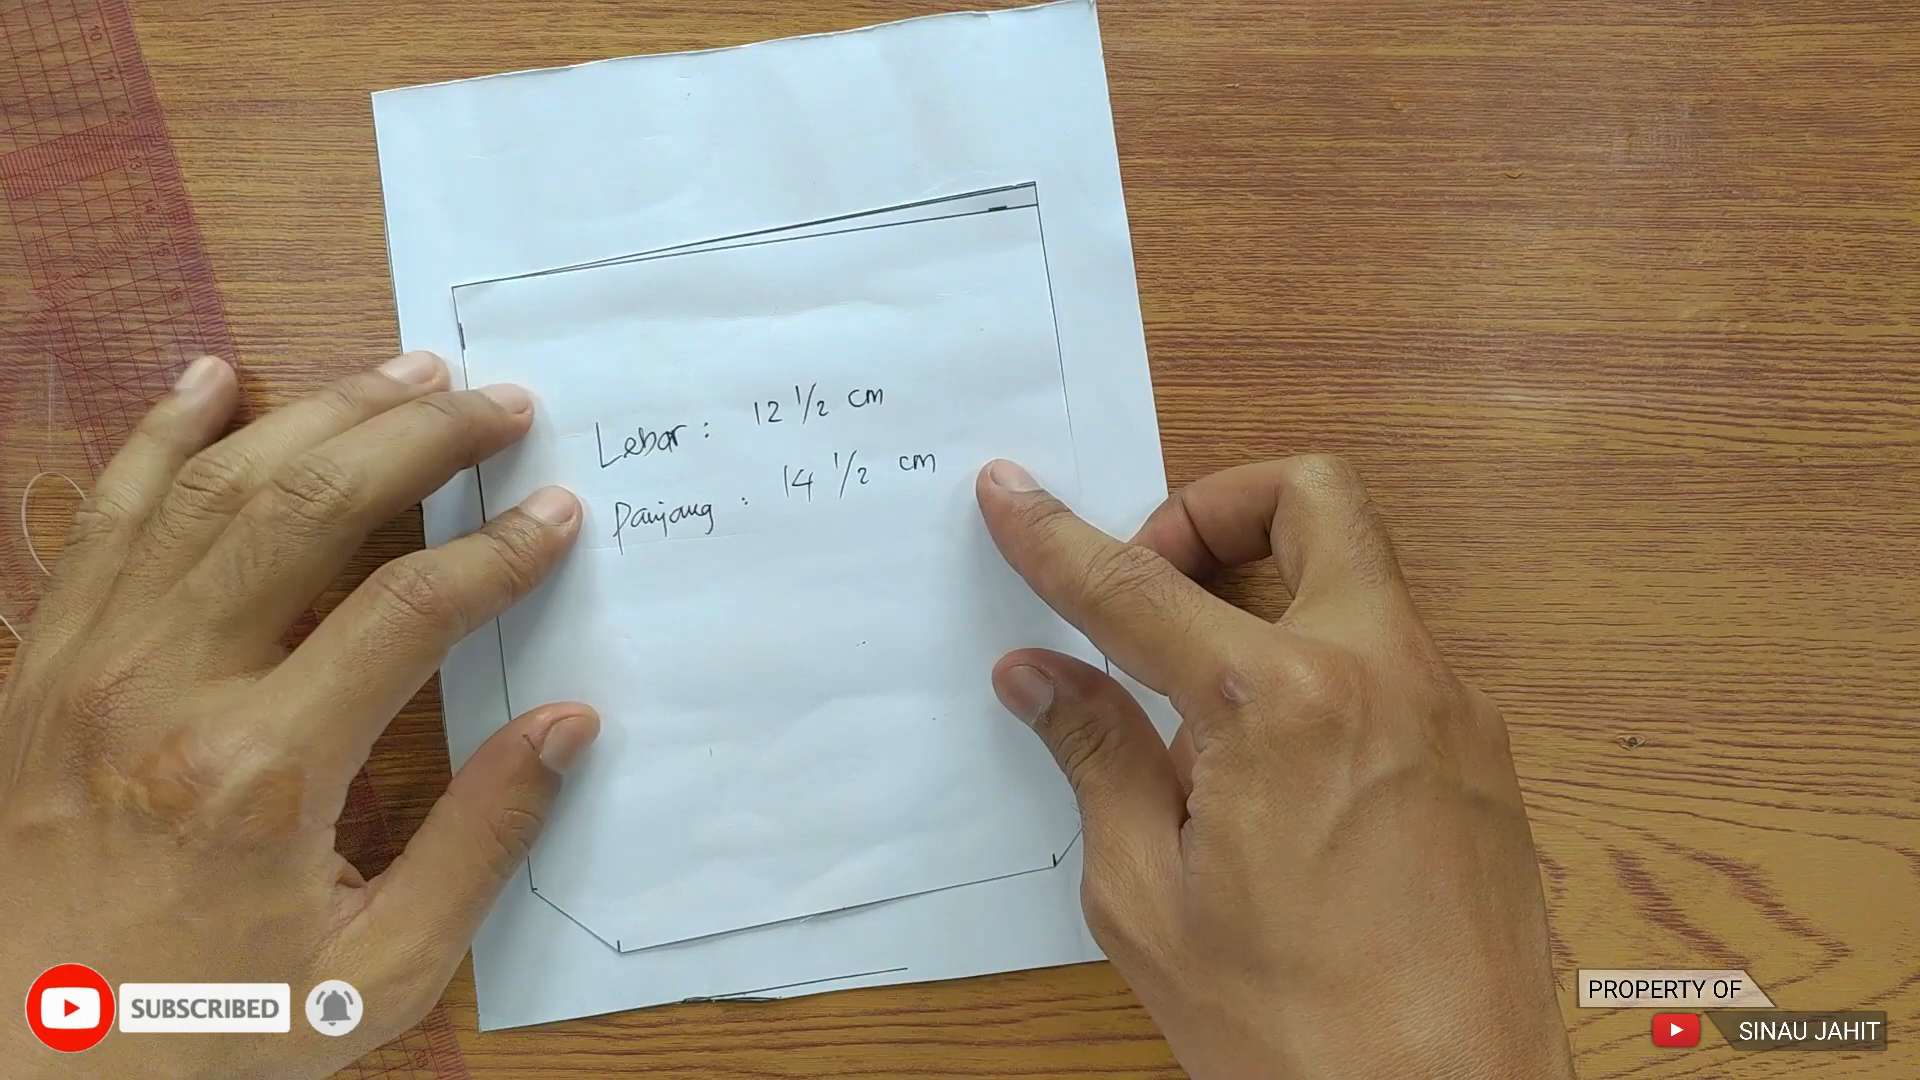 Lebar : 12 1/2 cm
Panjang : 14 1/2 cm
SUBSCRIBED
PROPERTY OF
SINAU JAHIT